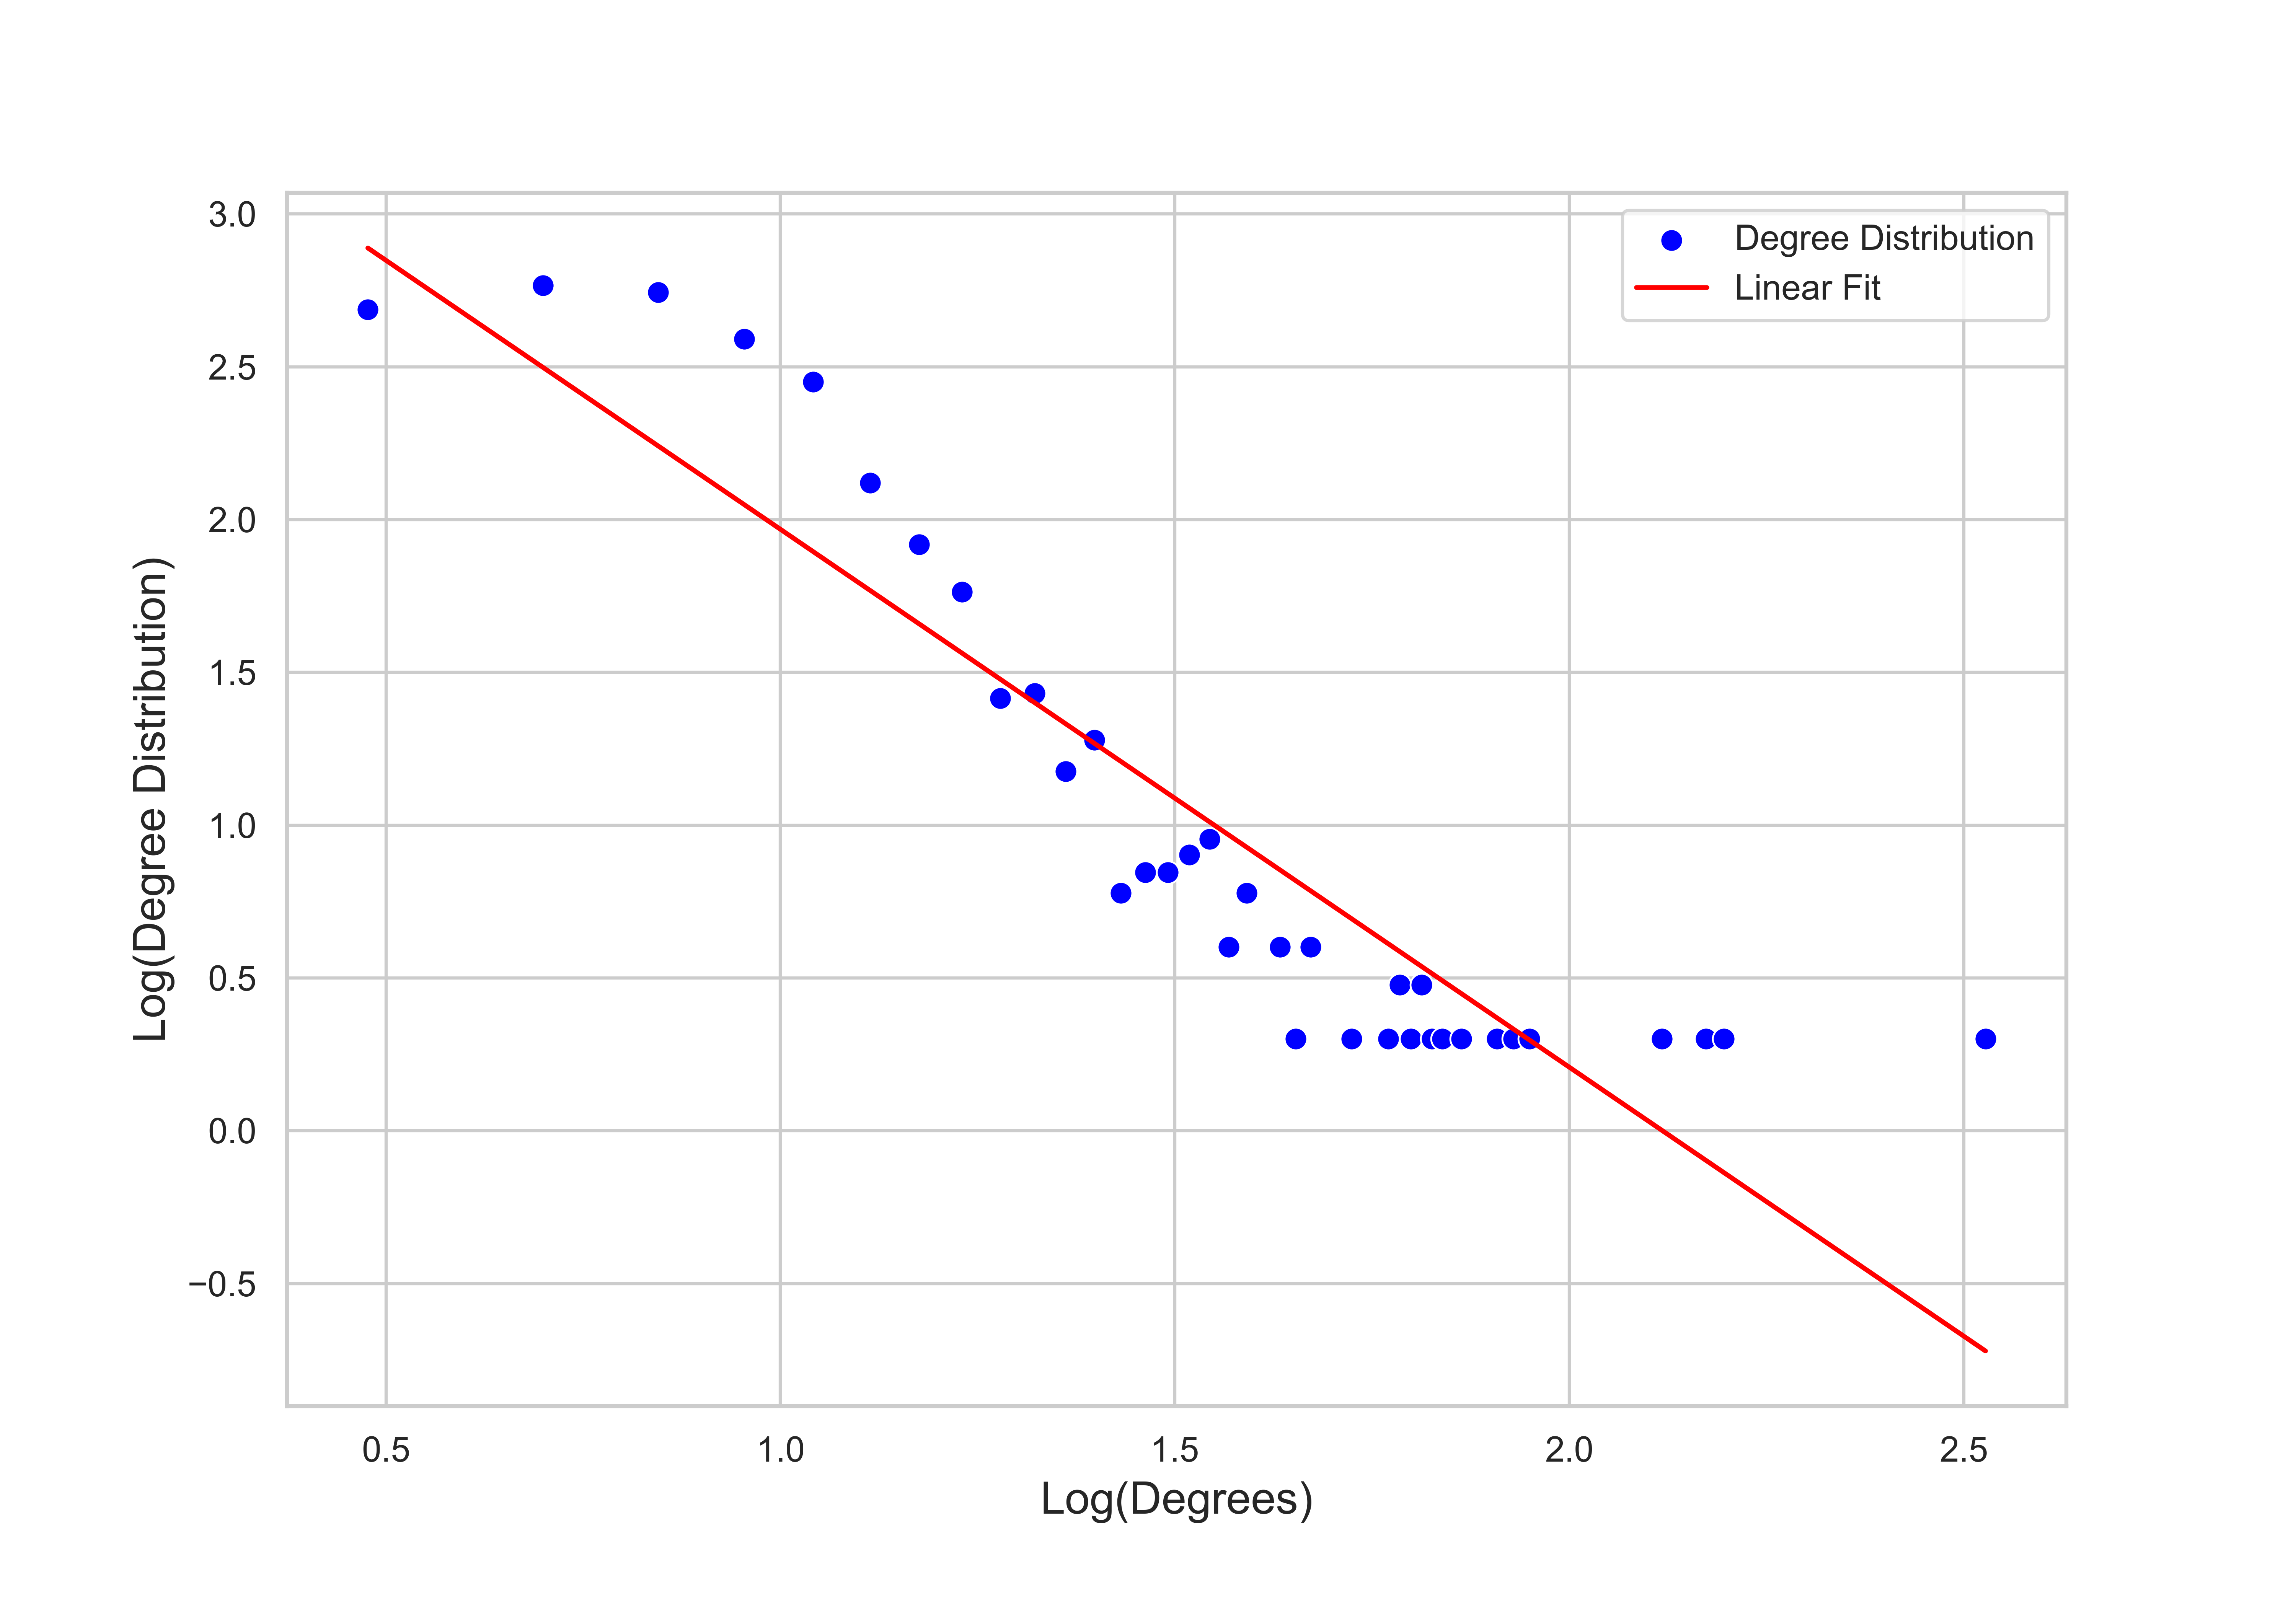 3.0
2.5
2.0
1.5
1.0
0.5
0.0
−0.5
Log(Degree Distribution)
Degree Distribution
Linear Fit
0.5 1.0 1.5 2.0 2.5
Log(Degrees)